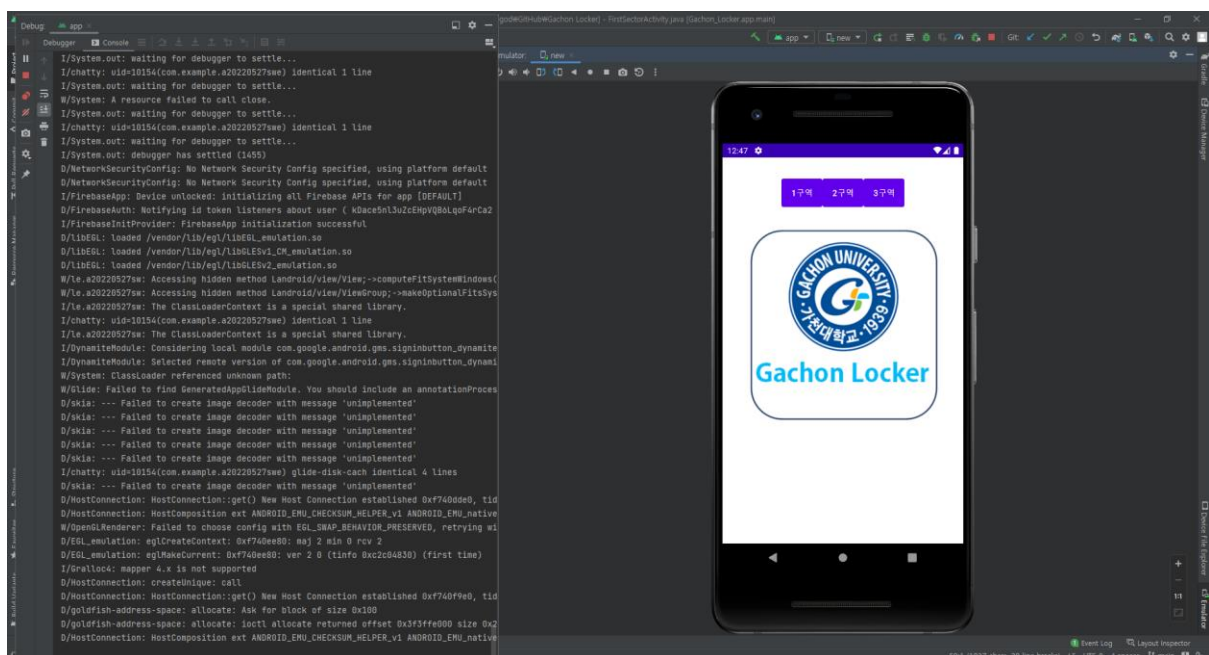 Debug: app
god₩GitHub₩Gachon Locker] - FirstSectorActivity.java [Gachon_Locker.app.main]
Debugger Console
app new Git:
emulator: new
I/System.out: waiting for debugger to settle...
I/chatty: uid=10154(com.example.a20220527swe) identical 1 line
I/System.out: waiting for debugger to settle...
W/System: A resource failed to call close.
I/System.out: waiting for debugger to settle...
I/chatty: uid=10154(com.example.a20220527swe) identical 1 line
I/System.out: waiting for debugger to settle...
I/System.out: debugger has settled (1455)
D/NetworkSecurityConfig: No Network Security Config specified, using platform default
D/NetworkSecurityConfig: No Network Security Config specified, using platform default
I/FirebaseApp: Device unlocked: initializing all Firebase APIs for app [DEFAULT]
D/FirebaseAuth: Notifying id token listeners about user ( kDace5nl3uZcEHpVQB6LqoF4rCa2
I/FirebaseInitProvider: FirebaseApp initialization successful
D/libEGL: loaded /vendor/lib/egl/libEGL_emulation.so
D/libEGL: loaded /vendor/lib/egl/libGLESv1_CM_emulation.so
D/libEGL: loaded /vendor/lib/egl/libGLESv2_emulation.so
W/le.a20220527sw: Accessing hidden method Landroid/view/View;->computeFitSystemWindows(
W/le.a20220527sw: Accessing hidden method Landroid/view/ViewGroup;->makeOptionalFitsSys
I/le.a20220527sw: The ClassLoaderContext is a special shared library.
I/chatty: uid=10154(com.example.a20220527swe) identical 1 line
I/le.a20220527sw: The ClassLoaderContext is a special shared library.
I/DynamiteModule: Considering local module com.google.android.gms.signinbutton_dynamite
I/DynamiteModule: Selected remote version of com.google.android.gms.signinbutton_dynami
W/System: ClassLoader referenced unknown path:
W/Glide: Failed to find GeneratedAppGlideModule. You should include an annotationProces
D/skia: --- Failed to create image decoder with message 'unimplemented'
D/skia: --- Failed to create image decoder with message 'unimplemented'
D/skia: --- Failed to create image decoder with message 'unimplemented'
D/skia: --- Failed to create image decoder with message 'unimplemented'
I/chatty: uid=10154(com.example.a20220527swe) glide-disk-cach identical 4 lines
D/skia: --- Failed to create image decoder with message 'unimplemented'
D/HostConnection: HostConnection::get() New Host Connection established 0xf740dde0, tid
D/HostConnection: HostComposition ext ANDROID_EMU_CHECKSUM_HELPER_v1 ANDROID_EMU_native
W/OpenGLRenderer: Failed to choose config with EGL_SWAP_BEHAVIOR_PRESERVED, retrying wi
D/EGL_emulation: eglCreateContext: 0xf740ee80: maj 2 min 0 rcv 2
D/EGL_emulation: eglMakeCurrent: 0xf740ee80: ver 2 0 (tinfo 0xc2c04830) (first time)
I/Gralloc4: mapper 4.x is not supported
D/HostConnection: createUnique: call
D/HostConnection: HostConnection::get() New Host Connection established 0xf740f9e0, tid
D/goldfish-address-space: allocate: Ask for block of size 0x100
D/goldfish-address-space: allocate: ioctl allocate returned offset 0x3f3ffe000 size 0x2
D/HostConnection: HostComposition ext ANDROID_EMU_CHECKSUM_HELPER_v1 ANDROID_EMU_native
12:47
1구역 2구역 3구역
GACHON UNIVERSITY
가천대학교·1939
Gachon Locker
Gradle
Device Manager
Device File Explorer
Emulator
1:1
Event Log Layout Inspector